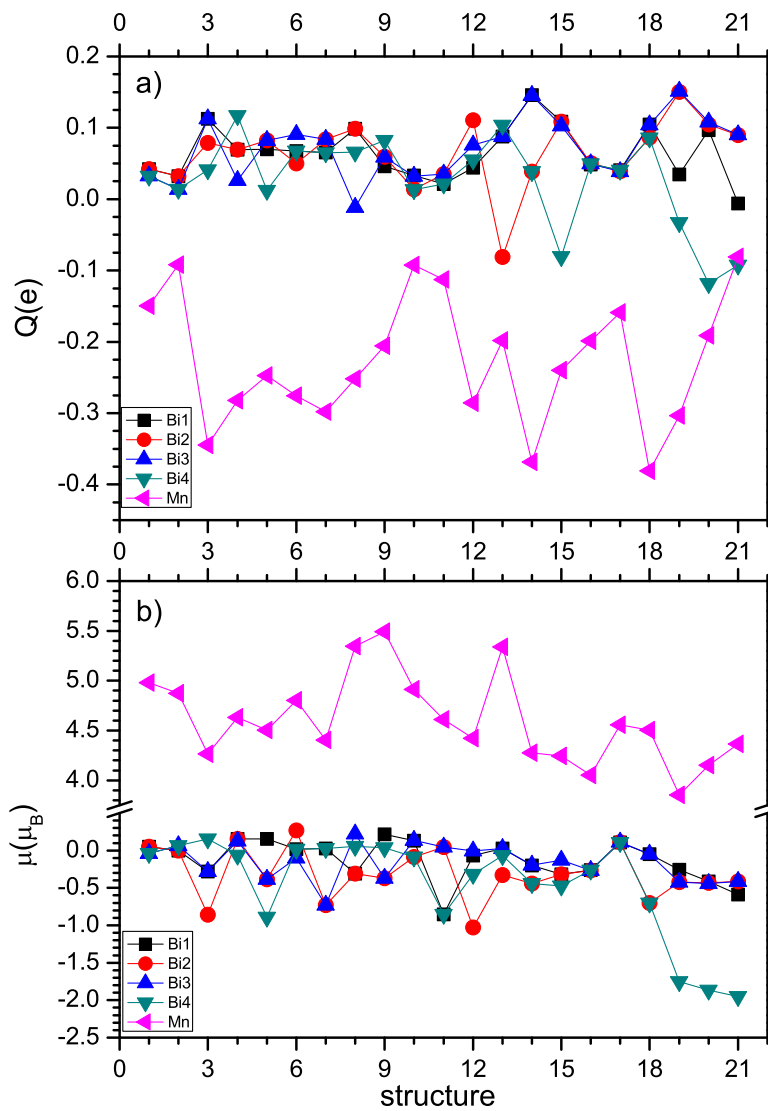 0 3 6 9 12 15 18 21
a)
0.2
0.1
0.0
-0.1
-0.2
-0.3
-0.4
Q(e)
Bi1
Bi2
Bi3
Bi4
Mn
0 3 6 9 12 15 18 21
b)
6.0
5.5
5.0
4.5
4.0
0.0
-0.5
-1.0
-1.5
-2.0
-2.5
μ(μB)
Bi1
Bi2
Bi3
Bi4
Mn
0 3 6 9 12 15 18 21
structure